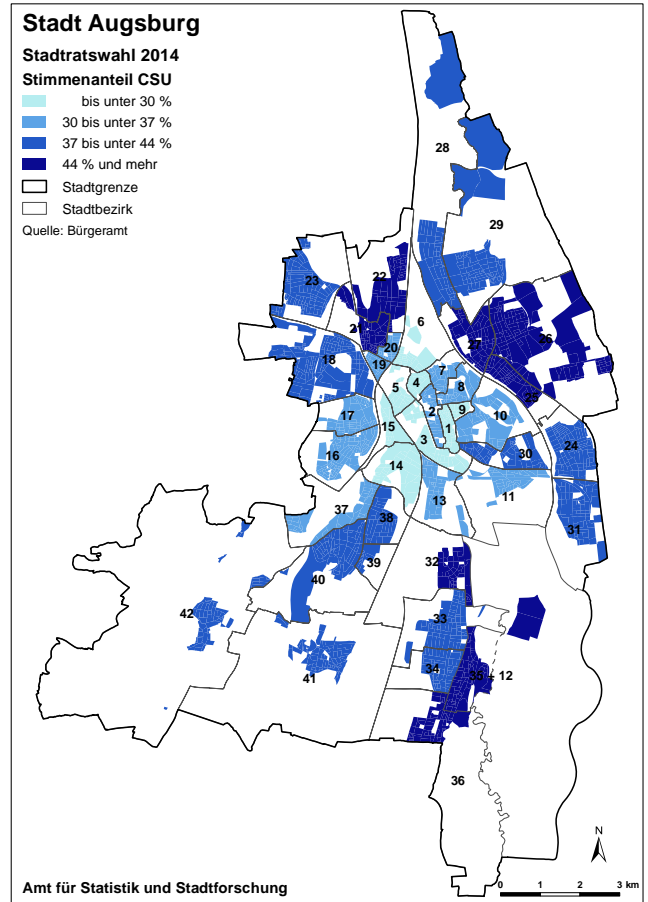 Stadt Augsburg
Stadtratswahl 2014
Stimmenanteil CSU
bis unter 30 %
30 bis unter 37 %
37 bis unter 44 %
44 % und mehr
Stadtgrenze
Stadtbezirk
Quelle: Bürgeramt
28
29
22
23
6
21
20
27
26
18
19
7
5
4
8
25
2
9
10
17
15
1
3
24
16
14
30
13
11
37
38
31
32
39
40
42
33
34
41
35 + 12
36
N
Amt für Statistik und Stadtforschung
0 1 2 3 km